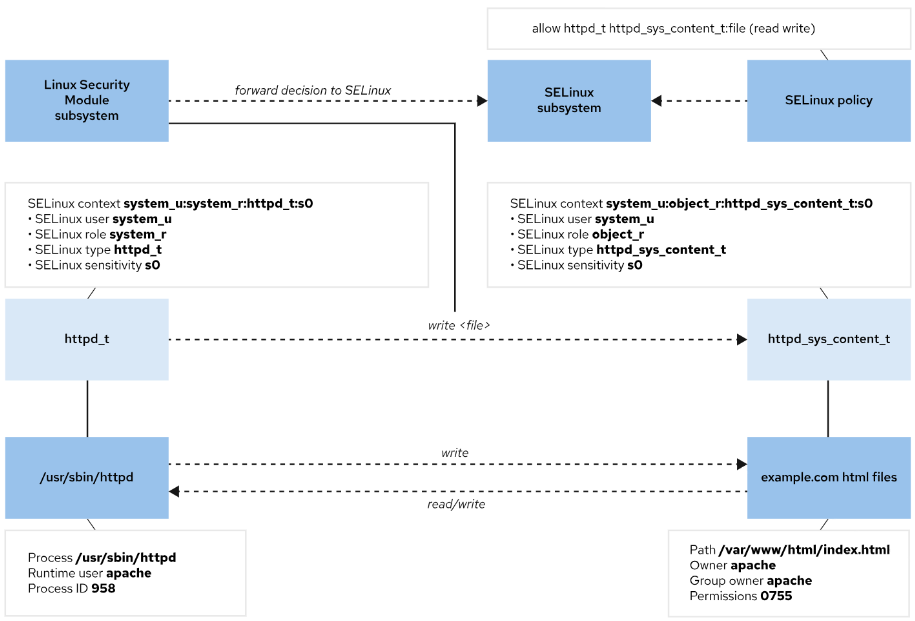 allow httpd_t httpd_sys_content_t:file (read write)
Linux Security
Module
subsystem
forward decision to SELinux
SELinux
subsystem
SELinux policy
SELinux context system_u:system_r:httpd_t:s0
• SELinux user system_u
• SELinux role system_r
• SELinux type httpd_t
• SELinux sensitivity s0
SELinux context system_u:object_r:httpd_sys_content_t:s0
• SELinux user system_u
• SELinux role object_r
• SELinux type httpd_sys_content_t
• SELinux sensitivity s0
httpd_t
write <file>
httpd_sys_content_t
/usr/sbin/httpd
write
read/write
example.com html files
Process /usr/sbin/httpd
Runtime user apache
Process ID 958
Path /var/www/html/index.html
Owner apache
Group owner apache
Permissions 0755